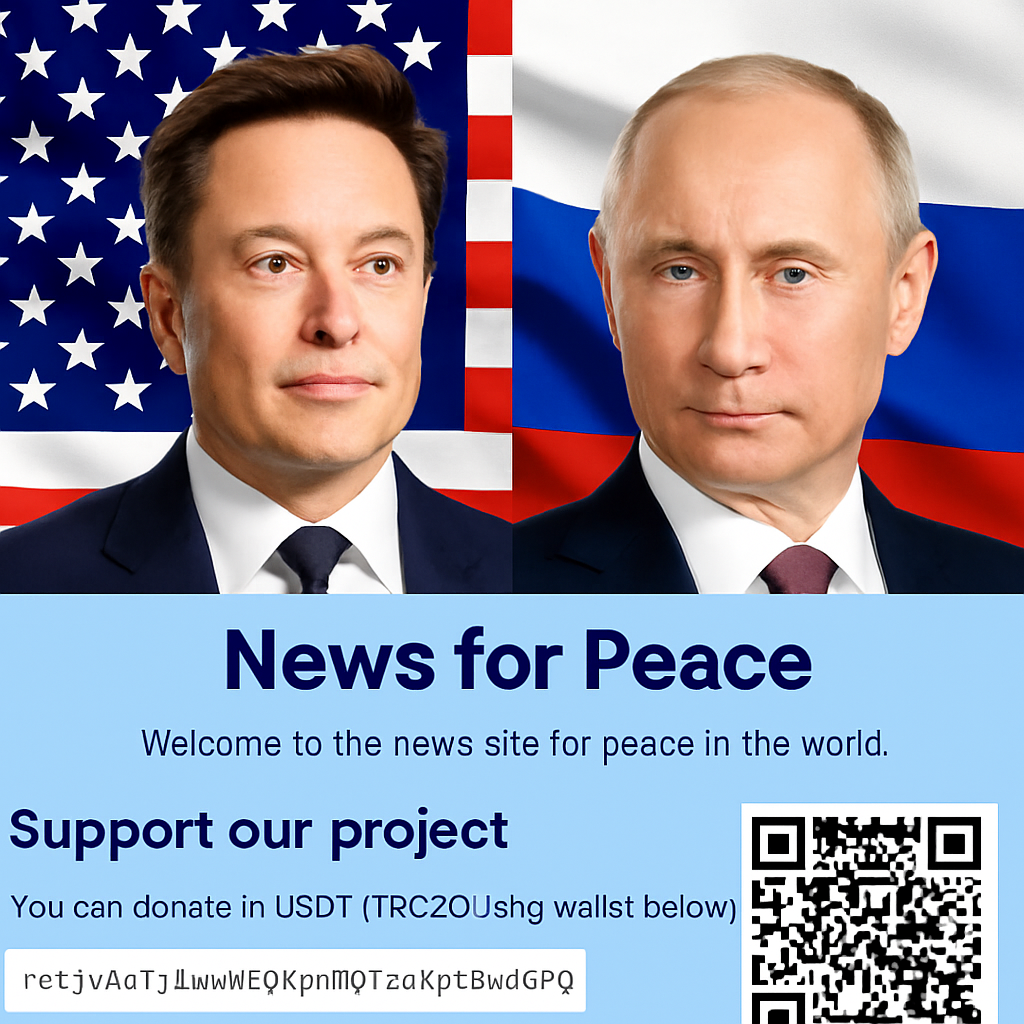 News for Peace
Welcome to the news site for peace in the world.
Support our project
You can donate in USDT (TRC2OUshg wallst below)